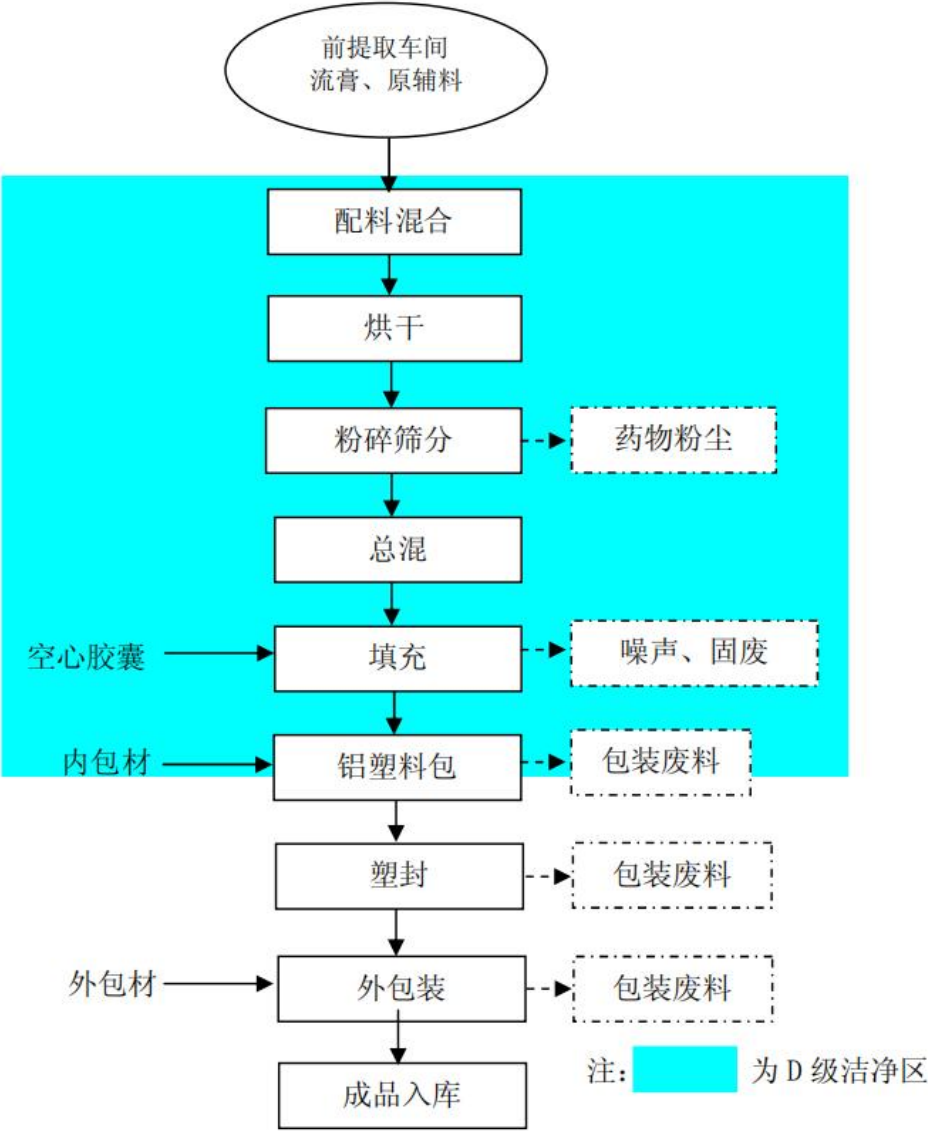 前提取车间
流膏、原辅料
配料混合
烘干
粉碎筛分
药物粉尘
总混
空心胶囊
填充
噪声、固废
内包材
铝塑料包
包装废料
塑封
包装废料
外包材
外包装
包装废料
注：
为 D 级洁净区
成品入库